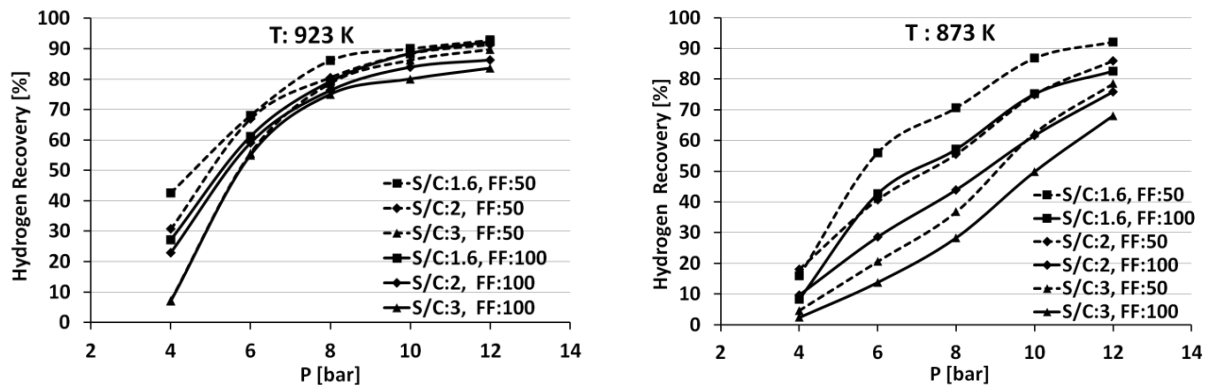 T: 923 K
Hydrogen Recovery [%]
100
90
80
70
60
50
40
30
20
10
0
S/C:1.6, FF:50
S/C:2, FF:50
S/C:3, FF:50
S/C:1.6, FF:100
S/C:2, FF:100
S/C:3, FF:100
2 4 6 8 10 12 14
P [bar]
T : 873 K
Hydrogen Recovery [%]
100
90
80
70
60
50
40
30
20
10
0
S/C:1.6, FF:50
S/C:1.6, FF:100
S/C:2, FF:50
S/C:2, FF:100
S/C:3, FF:50
S/C:3, FF:100
2 4 6 8 10 12 14
P [bar]